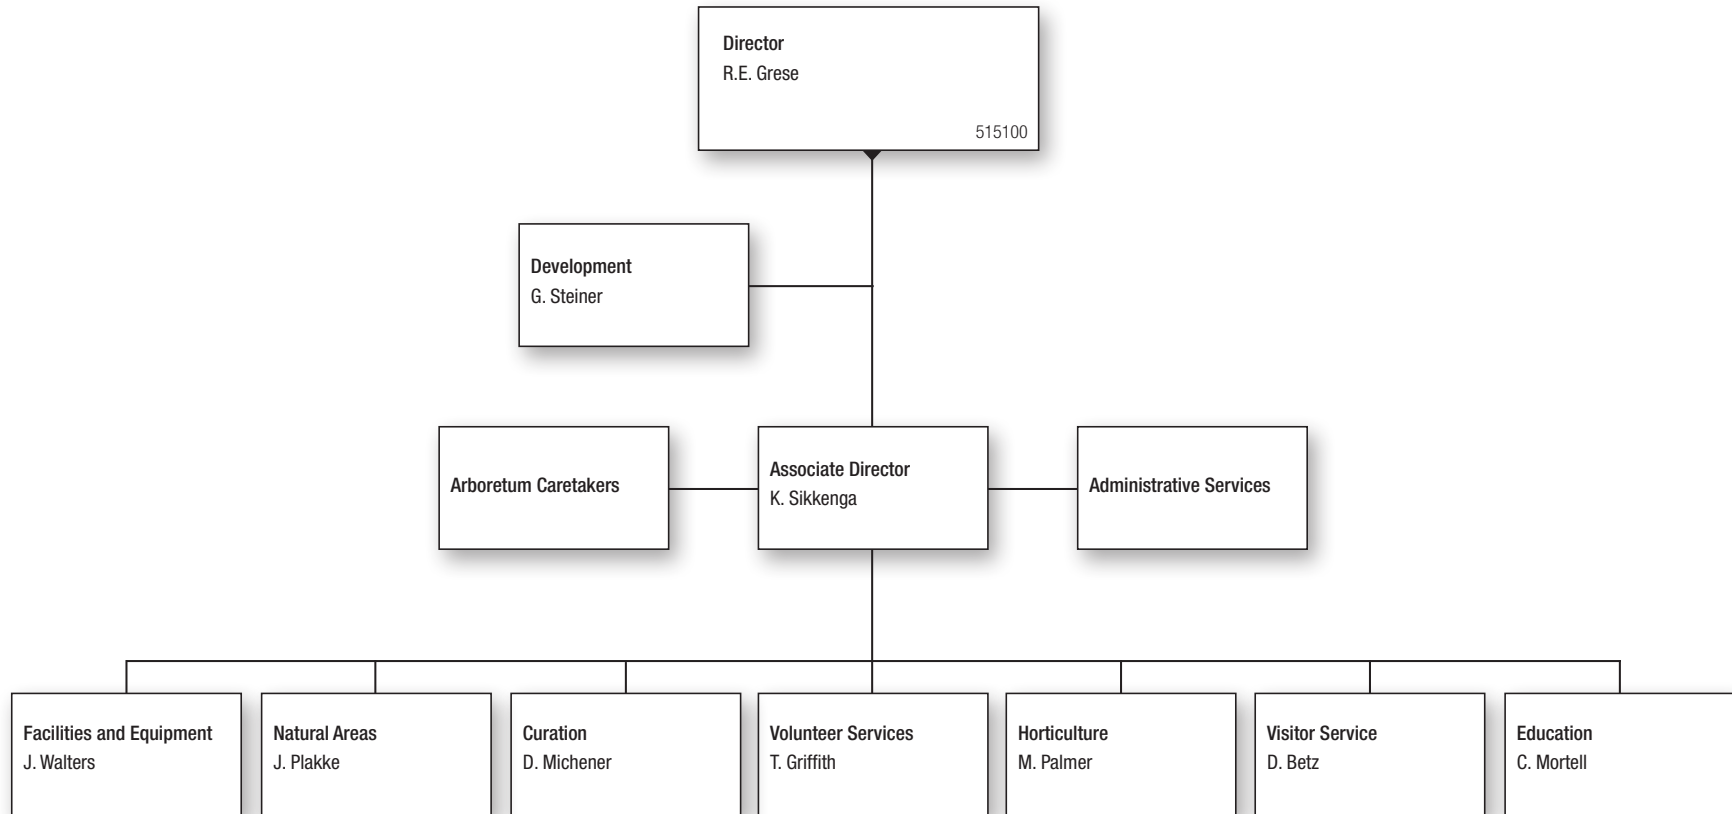 Director
R.E. Grese
515100
Development
G. Steiner
Arboretum Caretakers
Associate Director
K. Sikkenga
Administrative Services
Facilities and Equipment
J. Walters
Natural Areas
J. Plakke
Curation
D. Michener
Volunteer Services
T. Griffith
Horticulture
M. Palmer
Visitor Service
D. Betz
Education
C. Mortell